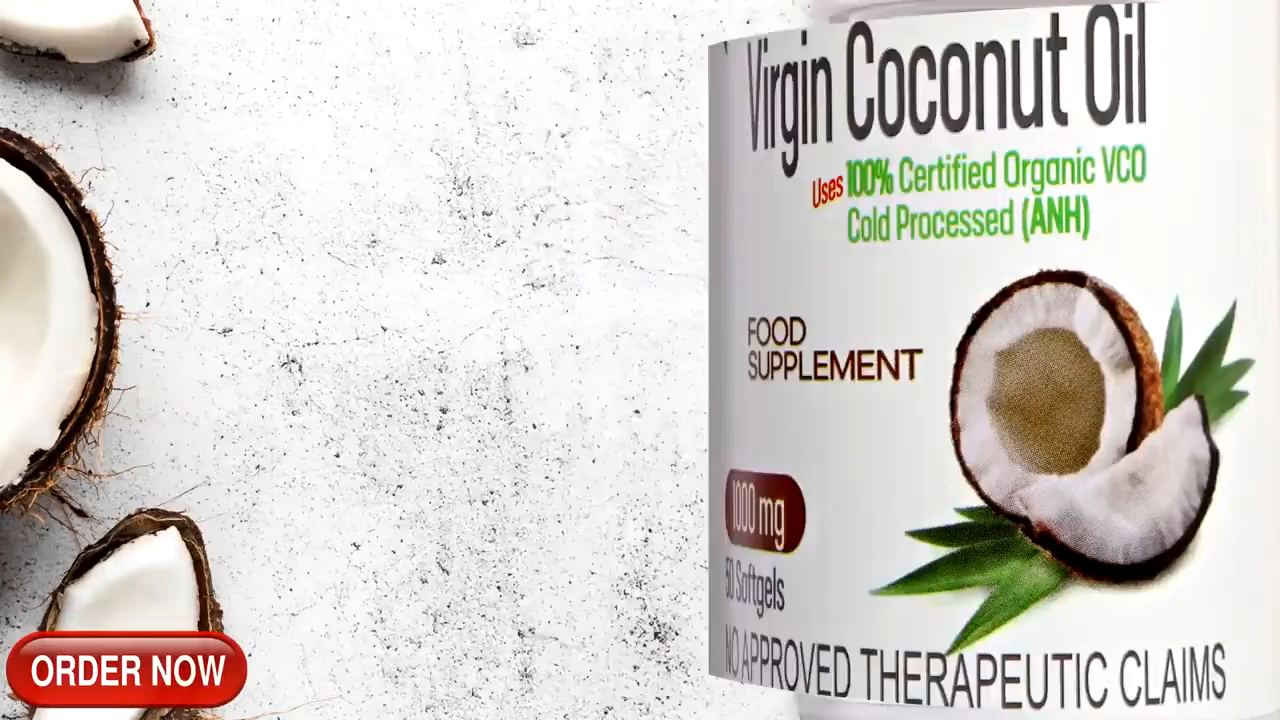 Virgin Coconut Oil
Uses 100% Certified Organic VCO
Cold Processed (ANH)
FOOD
SUPPLEMENT
1000 mg
50 Softgels
NO APPROVED THERAPEUTIC CLAIMS
ORDER NOW